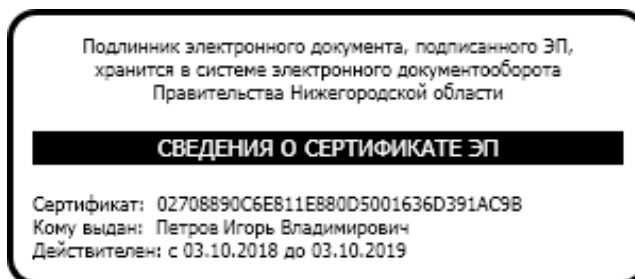 Подлинник электронного документа, подписанного ЭП,
хранится в системе электронного документооборота
Правительства Нижегородской области
СВЕДЕНИЯ О СЕРТИФИКАТЕ ЭП
Сертификат: 02708890C6E811E880D5001636D391AC9B
Кому выдан: Петров Игорь Владимирович
Действителен: с 03.10.2018 до 03.10.2019